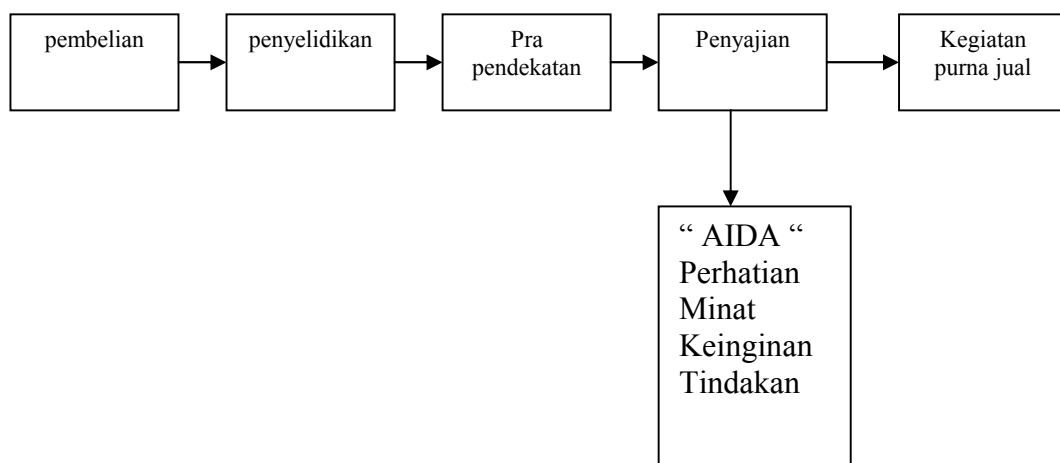 pembelian
penyelidikan
Pra
pendekatan
Penyajian
Kegiatan
purna jual
“ AIDA “
Perhatian
Minat
Keinginan
Tindakan